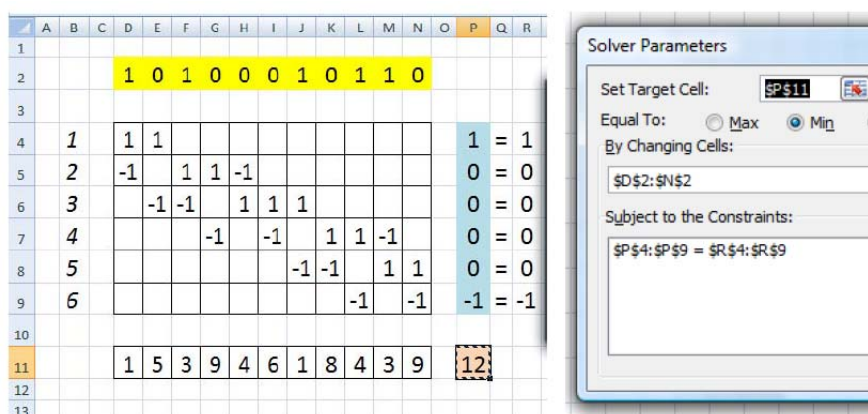 A B C D E F G H I J K L M N O P Q R
1
2 1 0 1 0 0 0 1 0 1 1 0
3
4 1 1 1 1 = 1
5 2 -1 1 1 -1 0 = 0
6 3 -1 -1 1 1 1 0 = 0
7 4 -1 -1 1 1 -1 0 = 0
8 5 -1 -1 1 1 0 = 0
9 6 -1 -1 -1 = -1
10
11 1 5 3 9 4 6 1 8 4 3 9 12
12
13
Solver Parameters
Set Target Cell: $P$11
Equal To: Max Min
By Changing Cells:
$D$2:$N$2
Subject to the Constraints:
$P$4:$P$9 = $R$4:$R$9